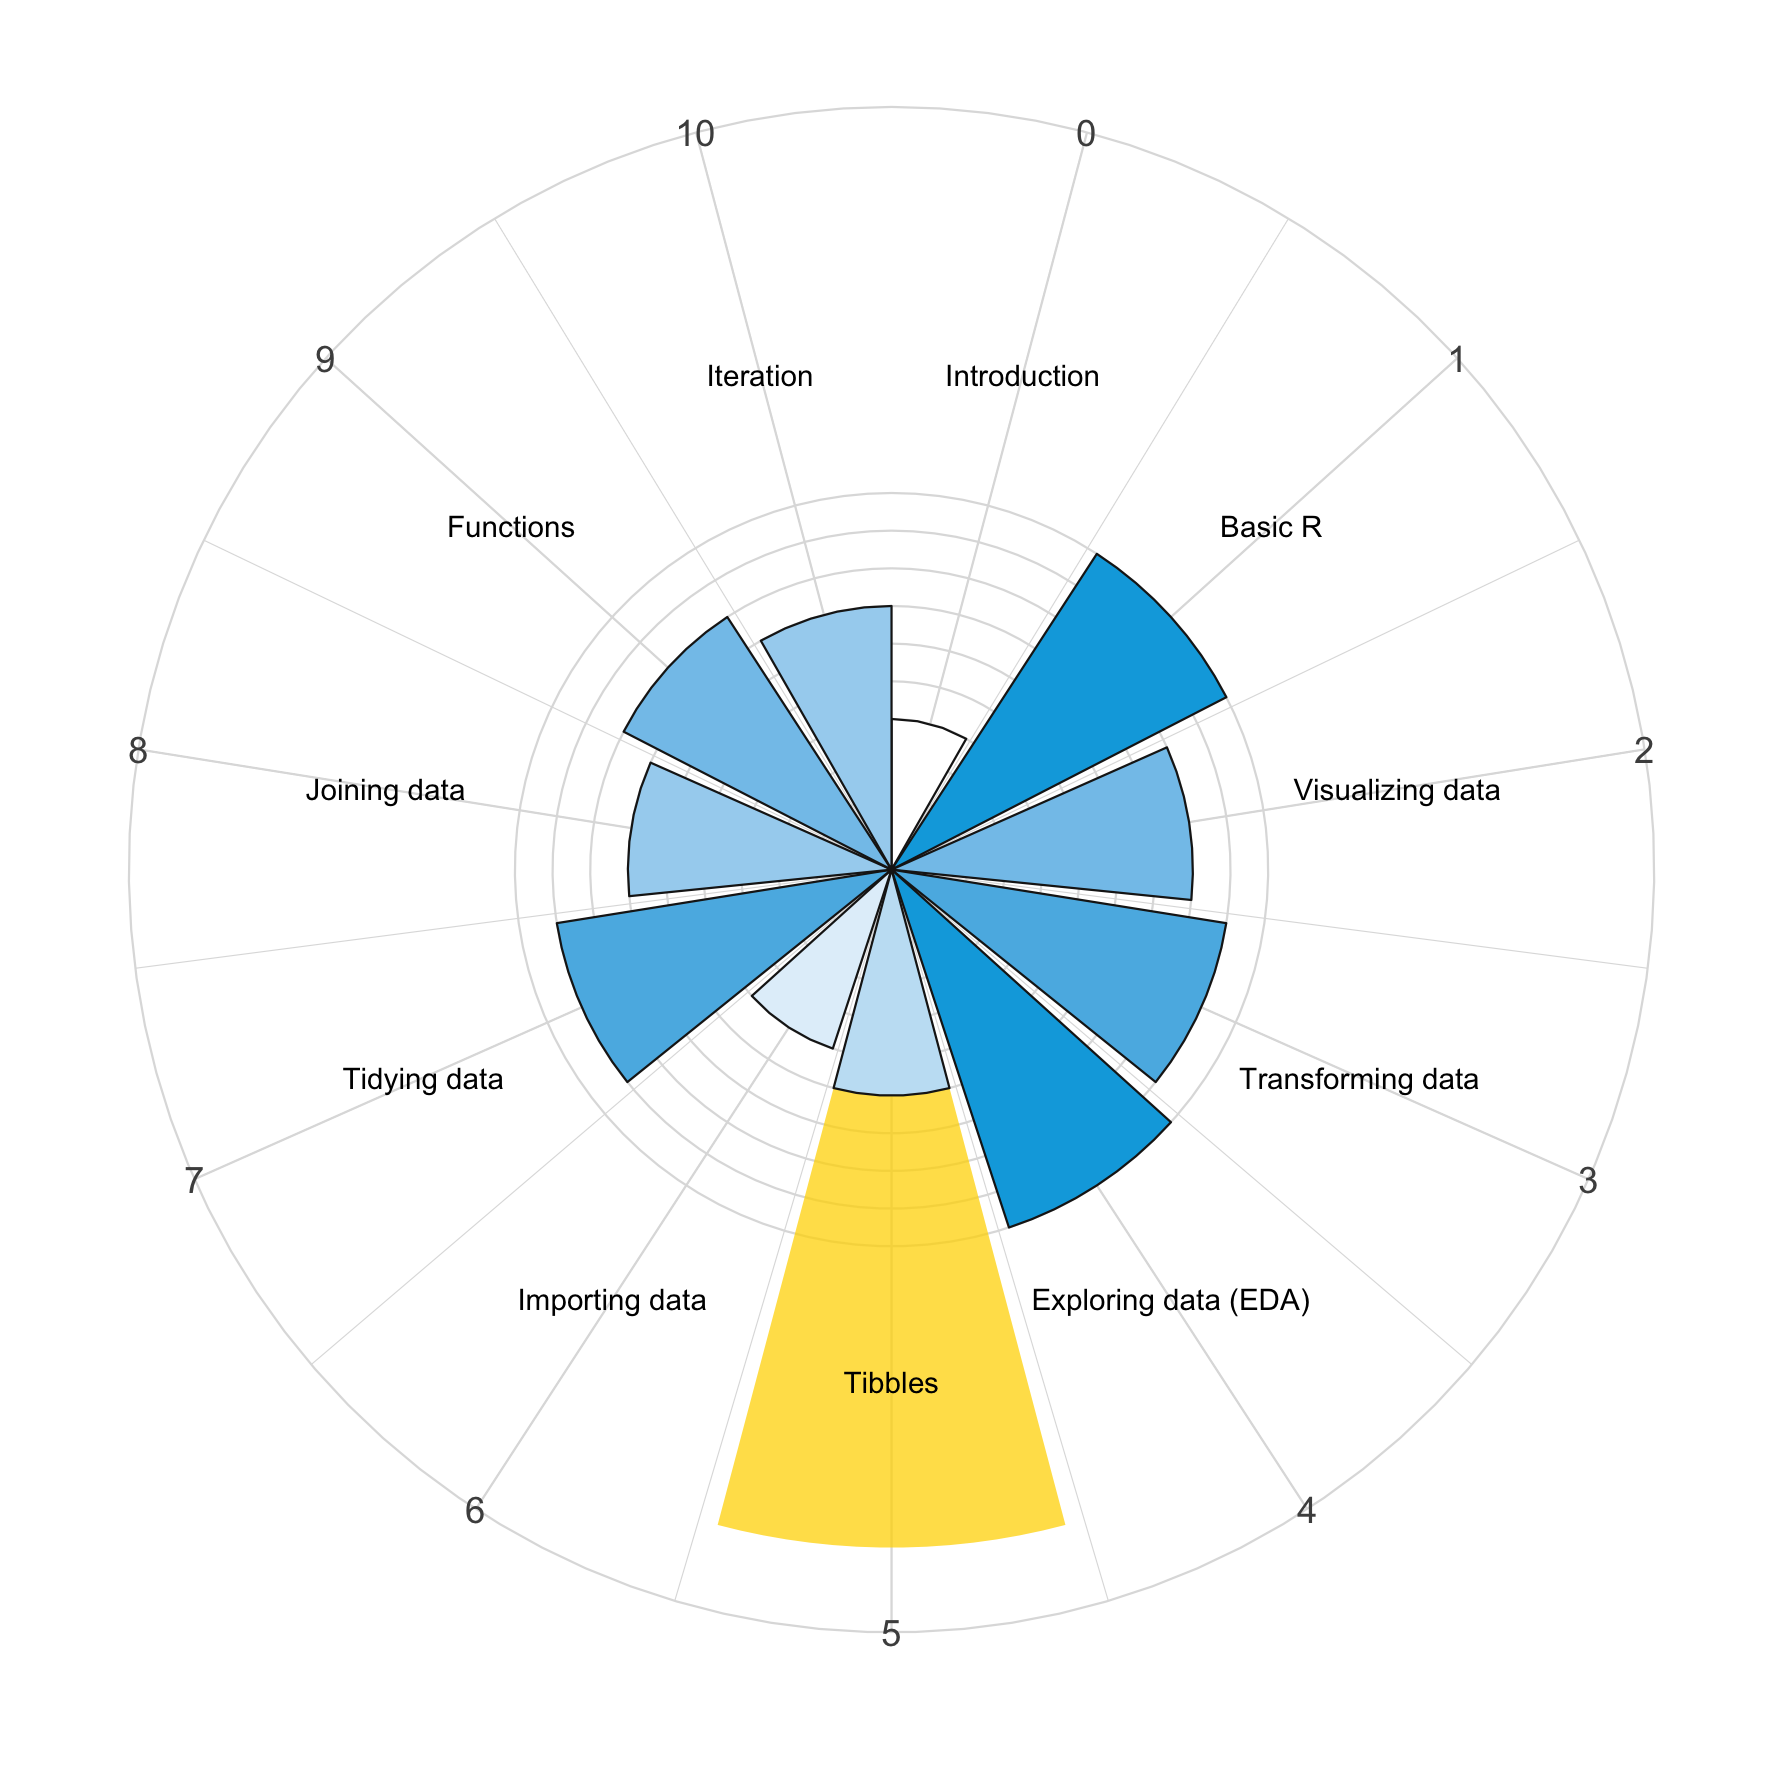 10
0
9
1
Iteration
Introduction
Functions
Basic R
8
2
Joining data
Visualizing data
Tidying data
Transforming data
7
3
Importing data
Exploring data (EDA)
Tibbles
6
4
5